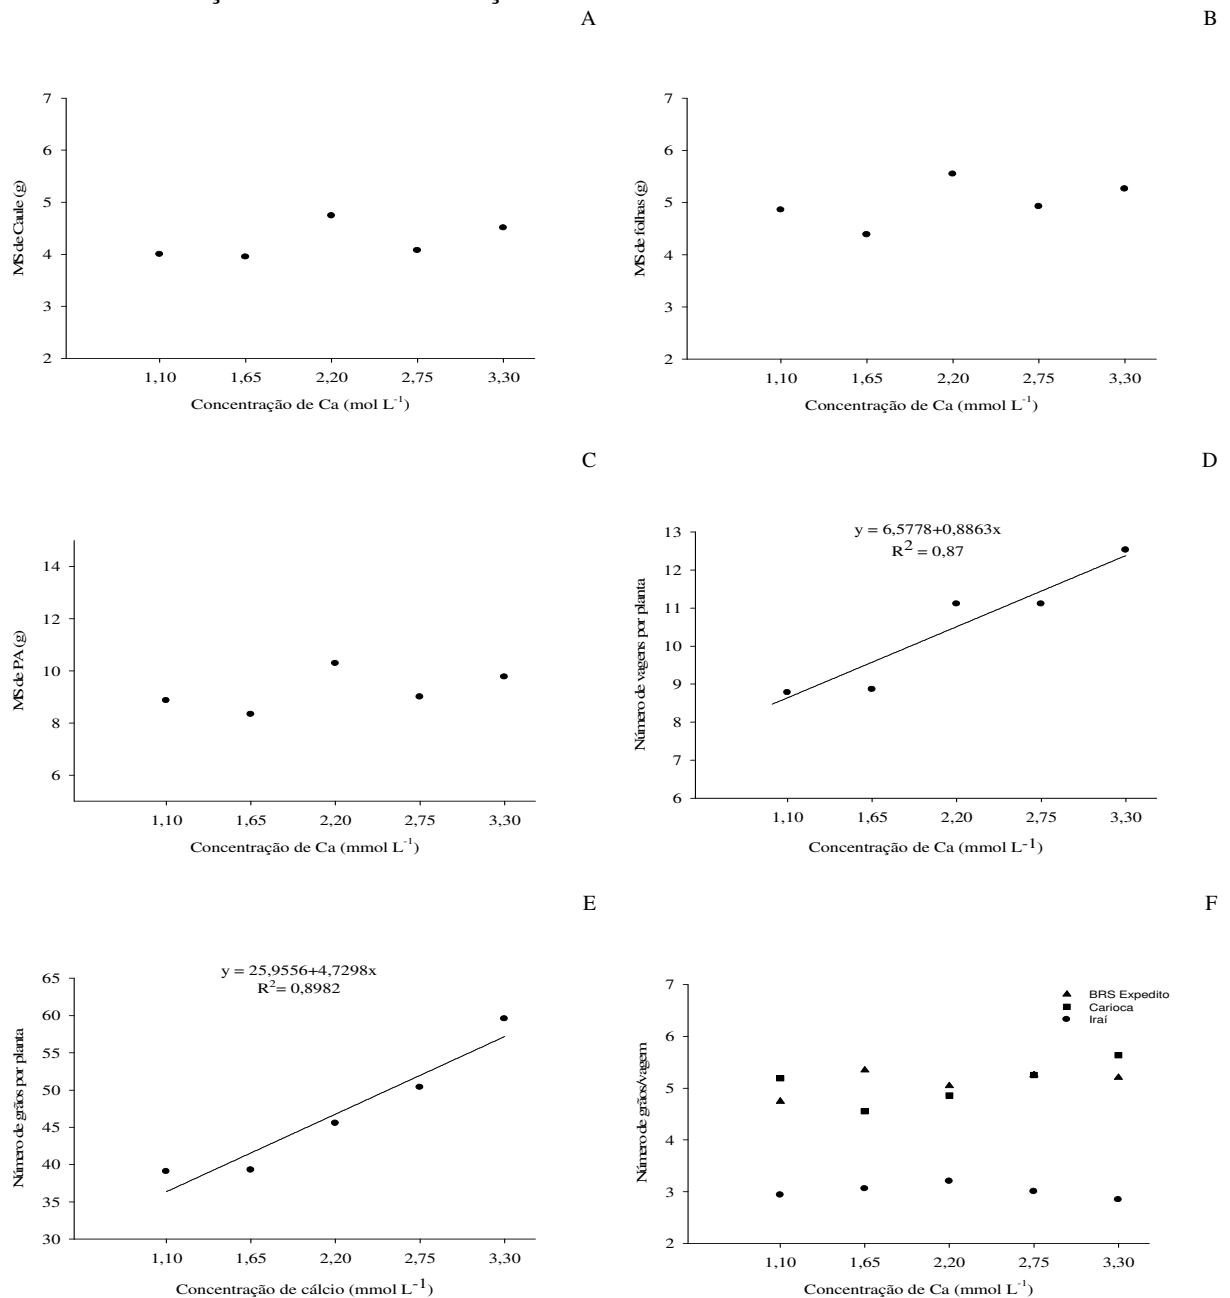 A
7
6
5
4
3
2
MS de Caule (g)
1,10 1,65 2,20 2,75 3,30
Concentração de Ca (mol L-1)
B
7
6
5
4
3
2
MS de folhas (g)
1,10 1,65 2,20 2,75 3,30
Concentração de Ca (mmol L-1)
C
14
12
10
8
6
MS de PA (g)
1,10 1,65 2,20 2,75 3,30
Concentração de Ca (mmol L-1)
D
y = 6,5778+0,8863x
R2 = 0,87
13
12
11
10
9
8
7
6
Número de vagens por planta
1,10 1,65 2,20 2,75 3,30
Concentração de Ca (mmol L-1)
E
y = 25,9556+4,7298x
R2= 0,8982
65
60
55
50
45
40
35
30
Número de grãos por planta
1,10 1,65 2,20 2,75 3,30
Concentração de cálcio (mmol L-1)
F
BRS Expedito
Carioca
Iraí
7
6
5
4
3
2
Número de grãos/vagem
1,10 1,65 2,20 2,75 3,30
Concentração de Ca (mmol L-1)